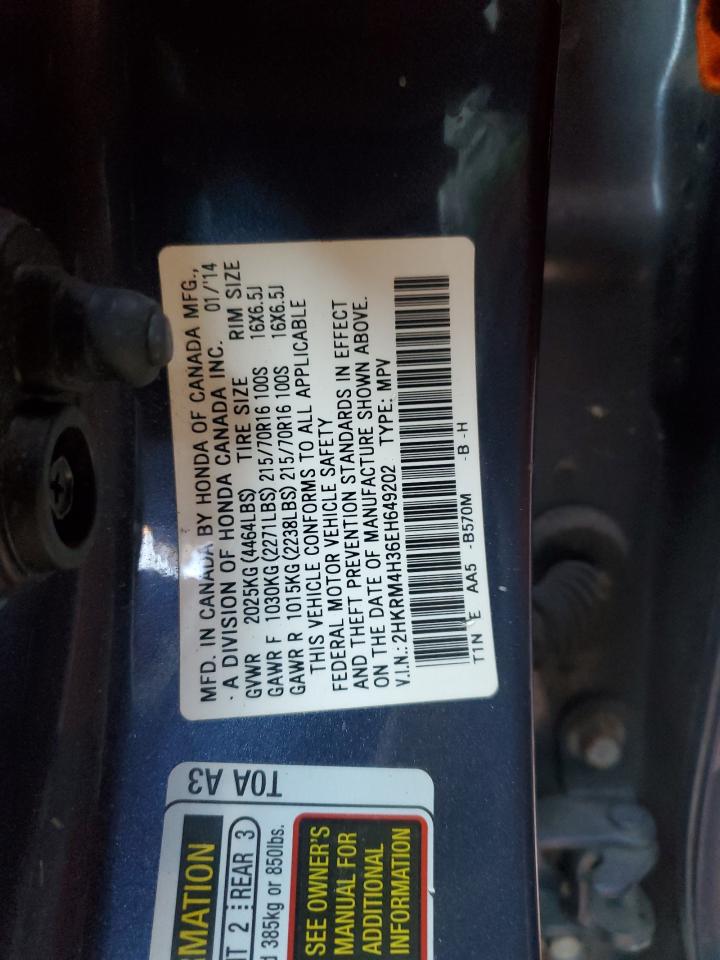 MFD. IN CANADA BY HONDA OF CANADA MFG.,
A DIVISION OF HONDA CANADA INC. 01/'14
GVWR 2025KG (4464LBS) TIRE SIZE RIM SIZE
GAWR F 1030KG (2271LBS) 215/70R16 100S 16X6.5J
GAWR R 1015KG (2238LBS) 215/70R16 100S 16X6.5J
THIS VEHICLE CONFORMS TO ALL APPLICABLE
FEDERAL MOTOR VEHICLE SAFETY
AND THEFT PREVENTION STANDARDS IN EFFECT
ON THE DATE OF MANUFACTURE SHOWN ABOVE.
V.I.N.: 2HKRM4H36EH649202 TYPE: MPV
T1N E AA5 -B570M -B -H
T0A A3
REAR 3
2
385kg or 850lbs.
SEE OWNER'S
MANUAL FOR
ADDITIONAL
INFORMATION